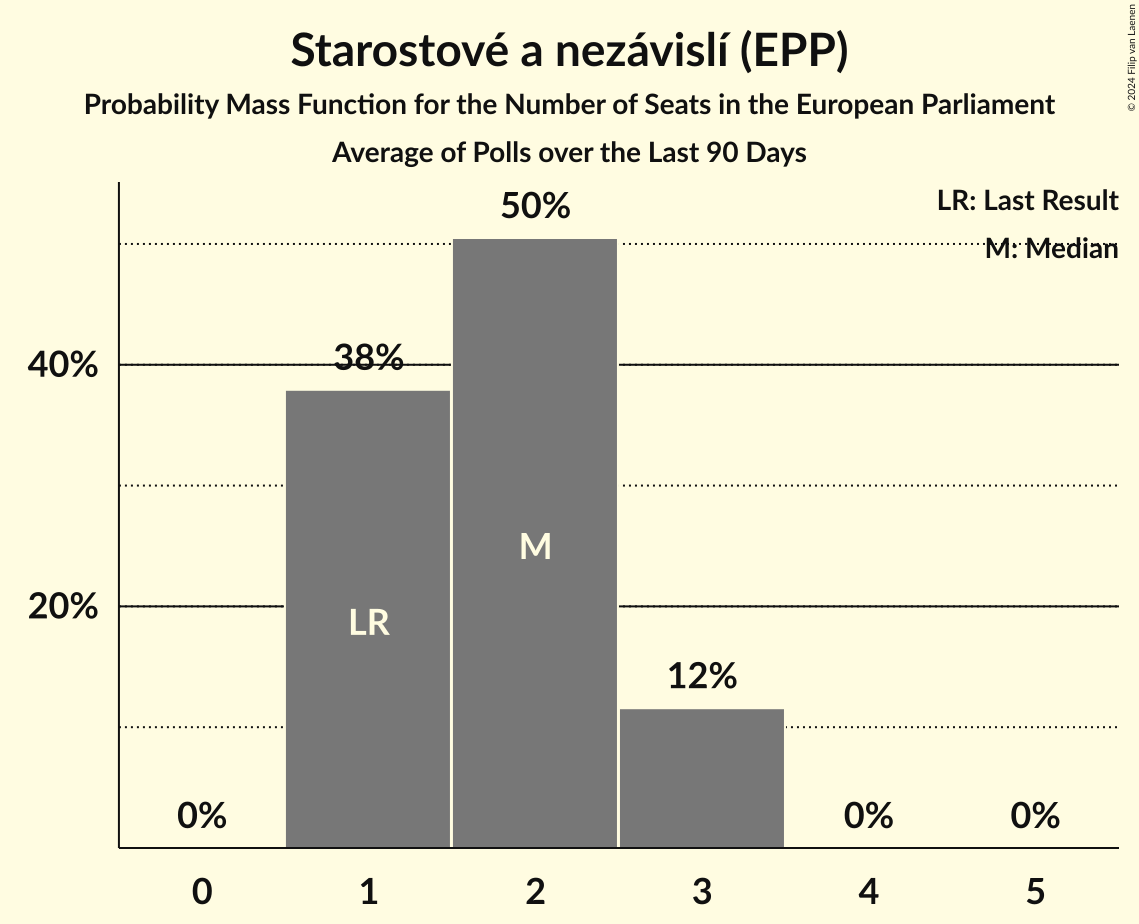 Starostové a nezávislí (EPP)
Probability Mass Function for the Number of Seats in the European Parliament
Average of Polls over the Last 90 Days
© 2024 Filip van Laenen
LR: Last Result
M: Median
50%
38%
40%
M
20%
LR
12%
0%
0%
0%
0
1
2
3
4
5